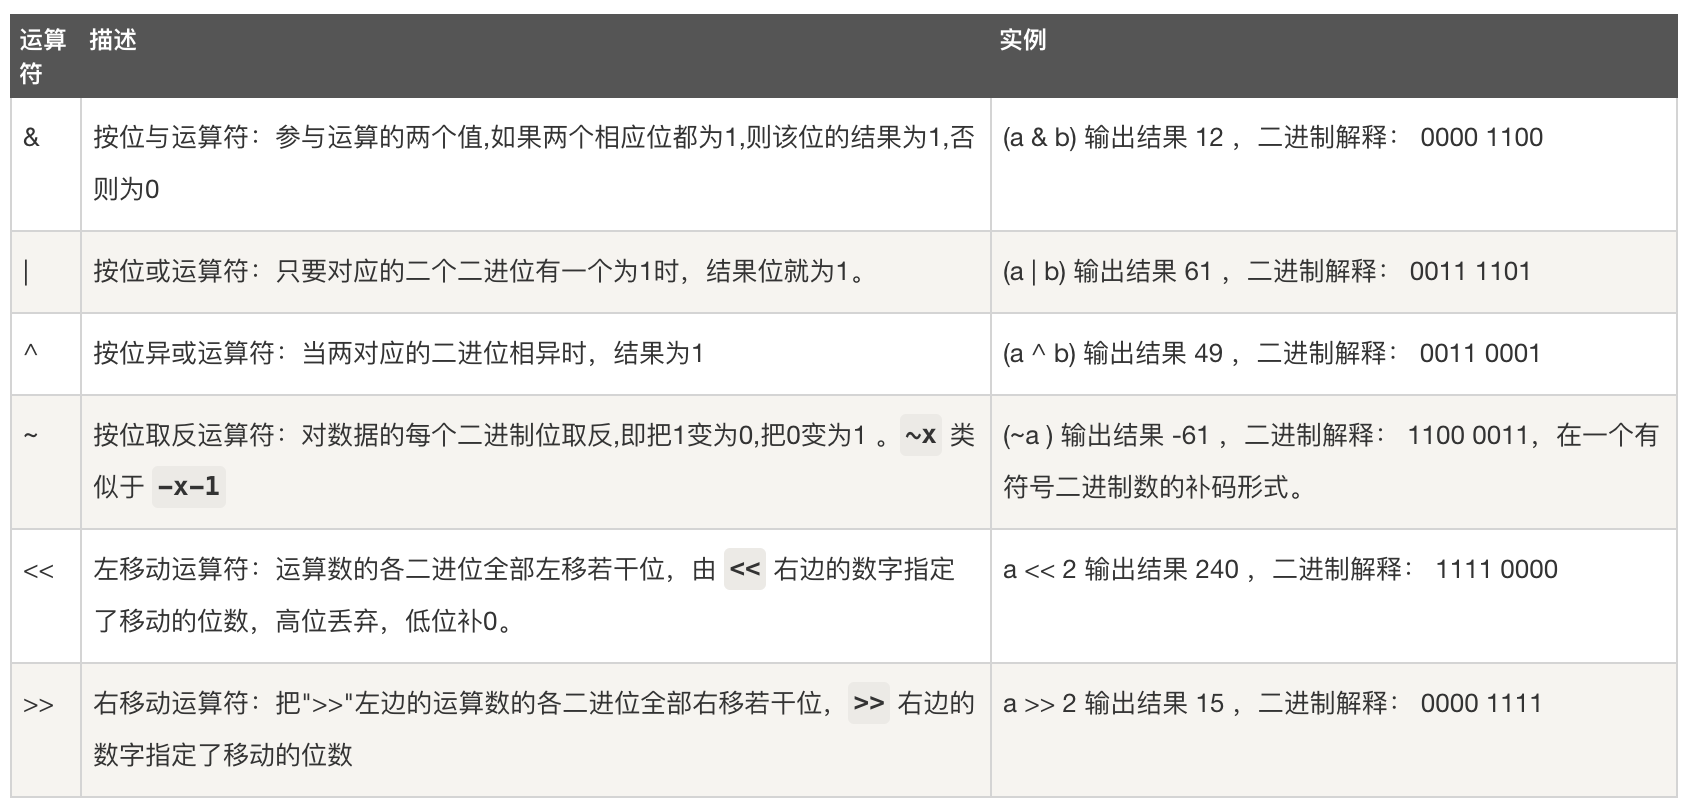 运算 描述 实例
符
& 按位与运算符：参与运算的两个值,如果两个相应位都为1,则该位的结果为1,否 (a & b) 输出结果 12 ，二进制解释： 0000 1100
则为0
| 按位或运算符：只要对应的二个二进位有一个为1时，结果位就为1。 (a | b) 输出结果 61 ，二进制解释： 0011 1101
^ 按位异或运算符：当两对应的二进位相异时，结果为1 (a ^ b) 输出结果 49 ，二进制解释： 0011 0001
~ 按位取反运算符：对数据的每个二进制位取反,即把1变为0,把0变为1 。~x 类 (~a ) 输出结果 -61 ，二进制解释： 1100 0011，在一个有
似于 -x-1 符号二进制数的补码形式。
<< 左移动运算符：运算数的各二进位全部左移若干位，由 << 右边的数字指定 a << 2 输出结果 240 ，二进制解释： 1111 0000
了移动的位数，高位丢弃，低位补0。
>> 右移动运算符：把">>"左边的运算数的各二进位全部右移若干位，>> 右边的 a >> 2 输出结果 15 ，二进制解释： 0000 1111
数字指定了移动的位数